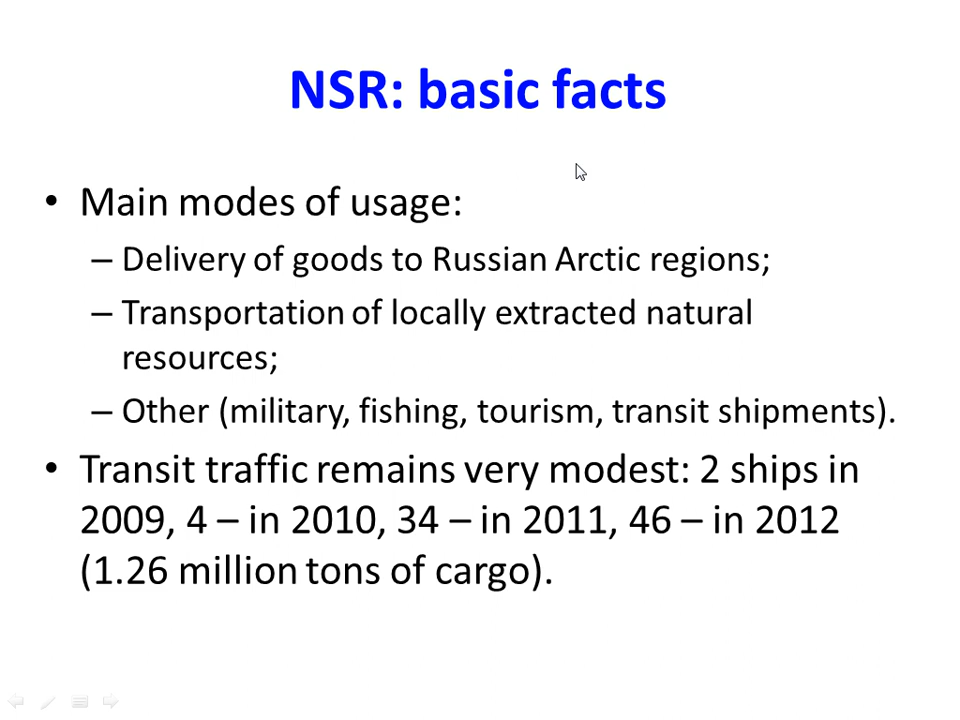 NSR: basic facts
• Main modes of usage:
– Delivery of goods to Russian Arctic regions;
– Transportation of locally extracted natural
resources;
– Other (military, fishing, tourism, transit shipments).
• Transit traffic remains very modest: 2 ships in
2009, 4 – in 2010, 34 – in 2011, 46 – in 2012
(1.26 million tons of cargo).